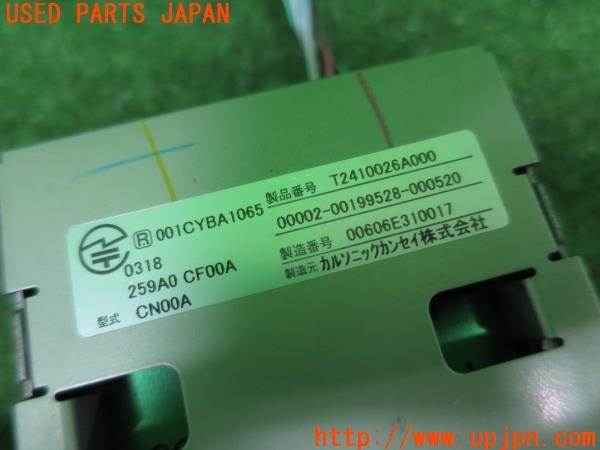 USED PARTS JAPAN
R 001CYBA1065
0318
259A0 CF00A
型式 CN00A
製品番号 T2410026A000
00002-00199528-000520
製造番号 00606E310017
製造元 カルソニックカンセイ株式会社
http://www.upjpn.com/